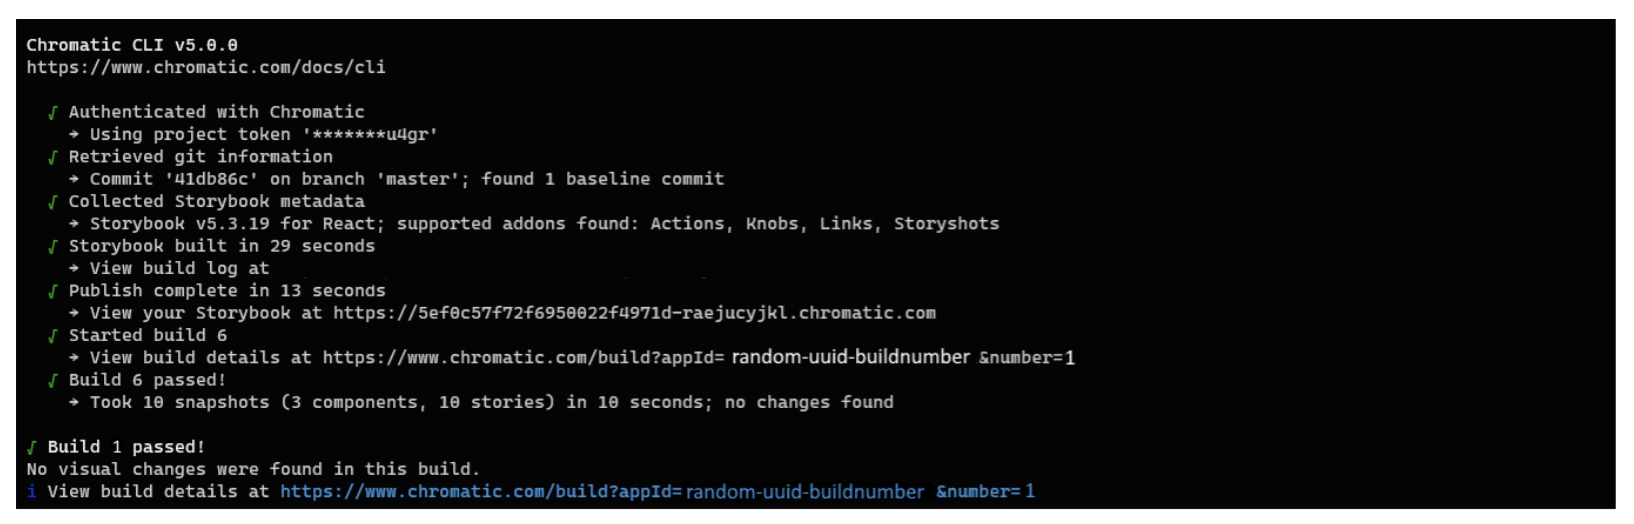 Chromatic CLI v5.0.0
https://www.chromatic.com/docs/cli
√ Authenticated with Chromatic
→ Using project token '*******u4gr'
√ Retrieved git information
→ Commit '41db86c' on branch 'master'; found 1 baseline commit
√ Collected Storybook metadata
→ Storybook v5.3.19 for React; supported addons found: Actions, Knobs, Links, Storyshots
√ Storybook built in 29 seconds
→ View build log at
√ Publish complete in 13 seconds
→ View your Storybook at https://5ef0c57f72f6950022f4971d-raejucyjkl.chromatic.com
√ Started build 6
→ View build details at https://www.chromatic.com/build?appId= random-uuid-buildnumber &number=1
√ Build 6 passed!
→ Took 10 snapshots (3 components, 10 stories) in 10 seconds; no changes found
√ Build 1 passed!
No visual changes were found in this build.
i View build details at https://www.chromatic.com/build?appId=random-uuid-buildnumber &number=1